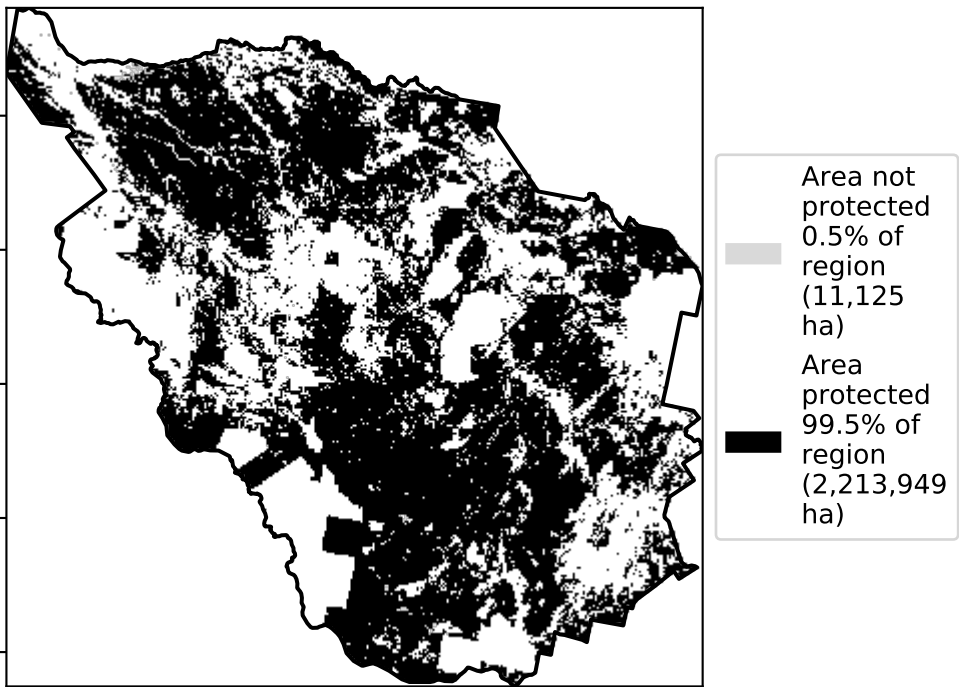 Area not
protected
0.5% of
region
(11,125
ha)
Area
protected
99.5% of
region
(2,213,949
ha)